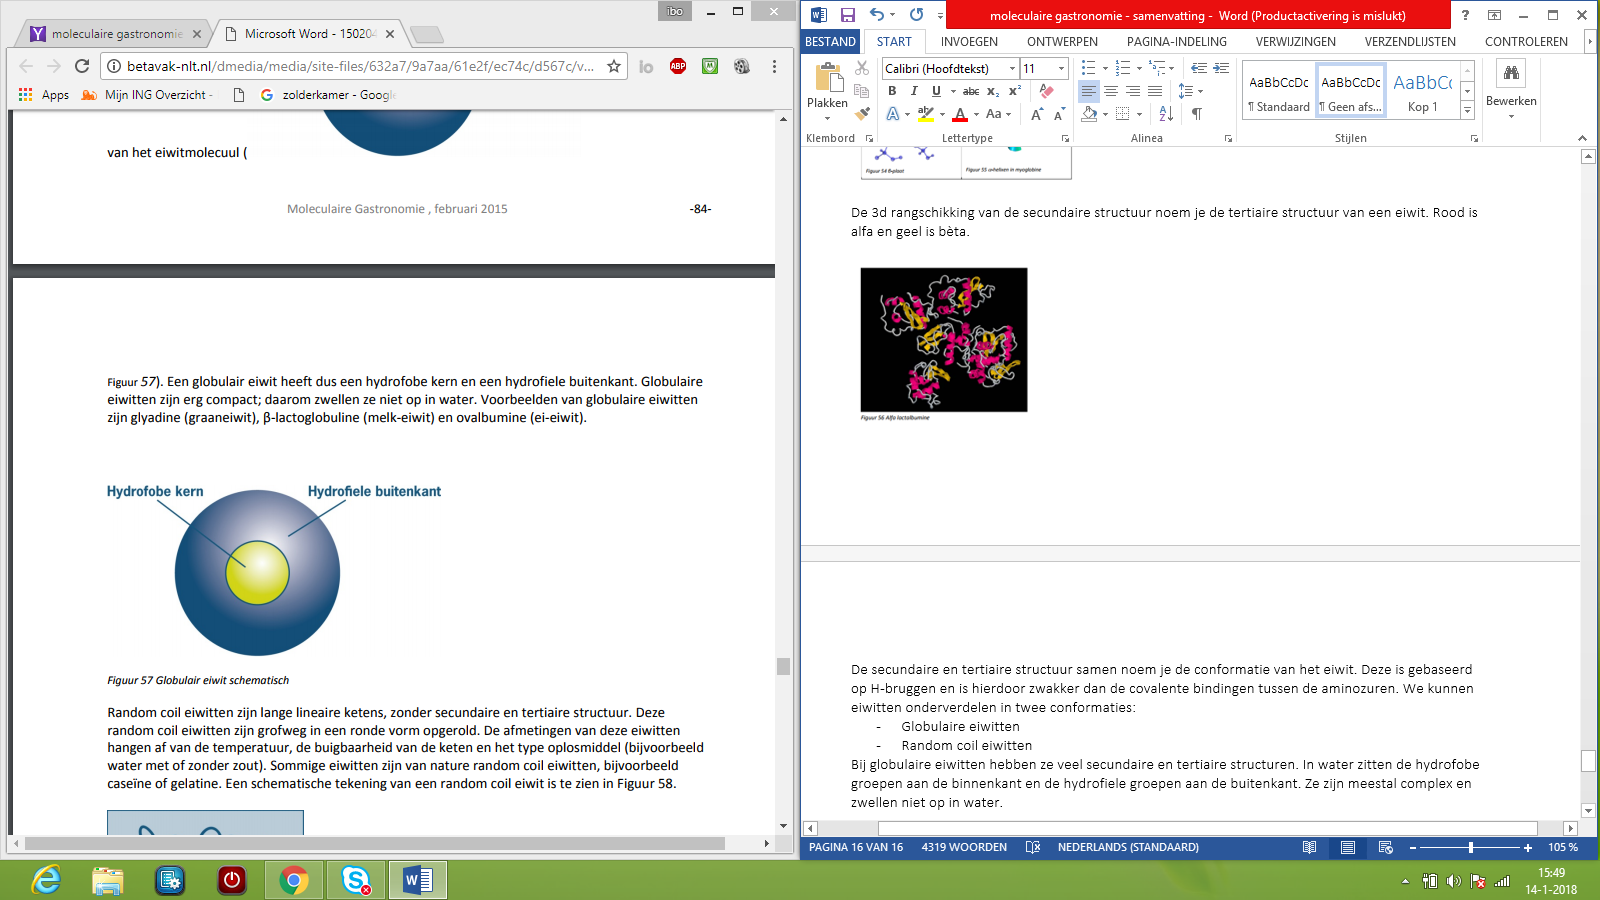 ibo
moleculaire gastronomie
Microsoft Word - 15020
betavak-nlt.nl/dmedia/media/site-files/632a7/9a7aa/61e2f/ec74c/d567c/v...
Apps
Mijn ING Overzicht -
zolderkamer - Google
van het eiwitmolecuul (
Moleculaire Gastronomie , februari 2015
-84-
Figuur 57). Een globulair eiwit heeft dus een hydrofobe kern en een hydrofiele buitenkant. Globulaire
eiwitten zijn erg compact; daarom zwellen ze niet op in water. Voorbeelden van globulaire eiwitten
zijn glyadine (graaneiwit), β-lactoglobuline (melk-eiwit) en ovalbumine (ei-eiwit).
Hydrofobe kern
Hydrofiele buitenkant
Figuur 57 Globulair eiwit schematisch
Random coil eiwitten zijn lange lineaire ketens, zonder secundaire en tertiaire structuur. Deze
random coil eiwitten zijn grofweg in een ronde vorm opgerold. De afmetingen van deze eiwitten
hangen af van de temperatuur, de buigbaarheid van de keten en het type oplosmiddel (bijvoorbeeld
water met of zonder zout). Sommige eiwitten zijn van nature random coil eiwitten, bijvoorbeeld
caseïne of gelatine. Een schematische tekening van een random coil eiwit is te zien in Figuur 58.
moleculaire gastronomie - samenvatting - Word (Productactivering is mislukt)
BESTAND
START
INVOEGEN
ONTWERPEN
PAGINA-INDELING
VERWIJZINGEN
VERZENDLIJSTEN
CONTROLEREN
Plakken
Klembord
Calibri (Hoofdtekst)
11
Lettertype
Alinea
AaBbCcDc
¶ Standaard
AaBbCcDc
¶ Geen afs...
AaBbCc
Kop 1
Stijlen
Bewerken
Figuur 54 β-plaat
Figuur 55 α-helixen in myoglobine
De 3d rangschikking van de secundaire structuur noem je de tertiaire structuur van een eiwit. Rood is
alfa en geel is bèta.
Figuur 56 Alfa lactalbumine
De secundaire en tertiaire structuur samen noem je de conformatie van het eiwit. Deze is gebaseerd
op H-bruggen en is hierdoor zwakker dan de covalente bindingen tussen de aminozuren. We kunnen
eiwitten onderverdelen in twee conformaties:
- Globulaire eiwitten
- Random coil eiwitten
Bij globulaire eiwitten hebben ze veel secundaire en tertiaire structuren. In water zitten de hydrofobe
groepen aan de binnenkant en de hydrofiele groepen aan de buitenkant. Ze zijn meestal complex en
zwellen niet op in water.
PAGINA 16 VAN 16
4319 WOORDEN
NEDERLANDS (STANDAARD)
105 %
15:49
14-1-2018